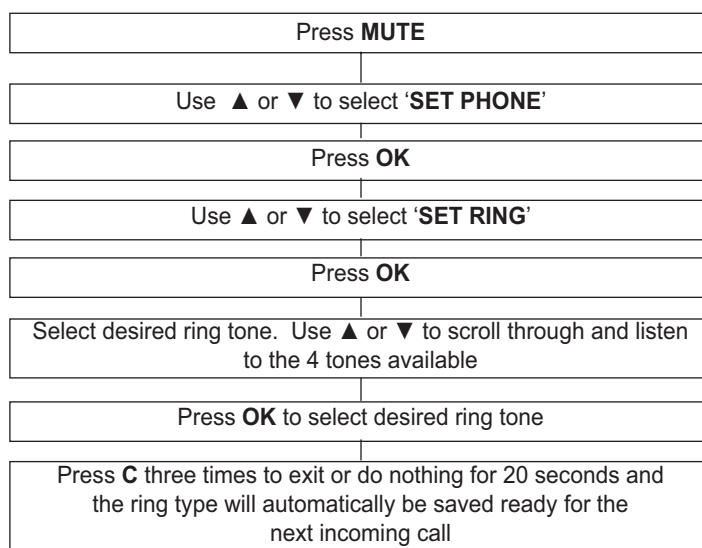 Press MUTE
Use ▲ or ▼ to select ‘SET PHONE’
Press OK
Use ▲ or ▼ to select ‘SET RING’
Press OK
Select desired ring tone. Use ▲ or ▼ to scroll through and listen
to the 4 tones available
Press OK to select desired ring tone
Press C three times to exit or do nothing for 20 seconds and
the ring type will automatically be saved ready for the
next incoming call